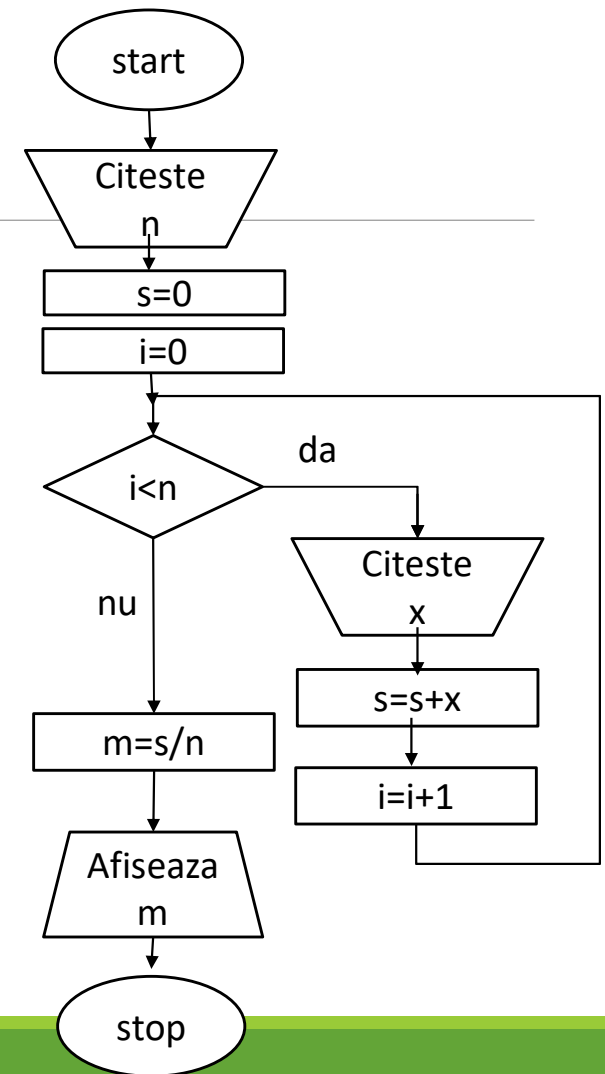 start
Citeste
n
s=0
i=0
i<n
da
nu
Citeste
x
s=s+x
i=i+1
m=s/n
Afiseaza
m
stop